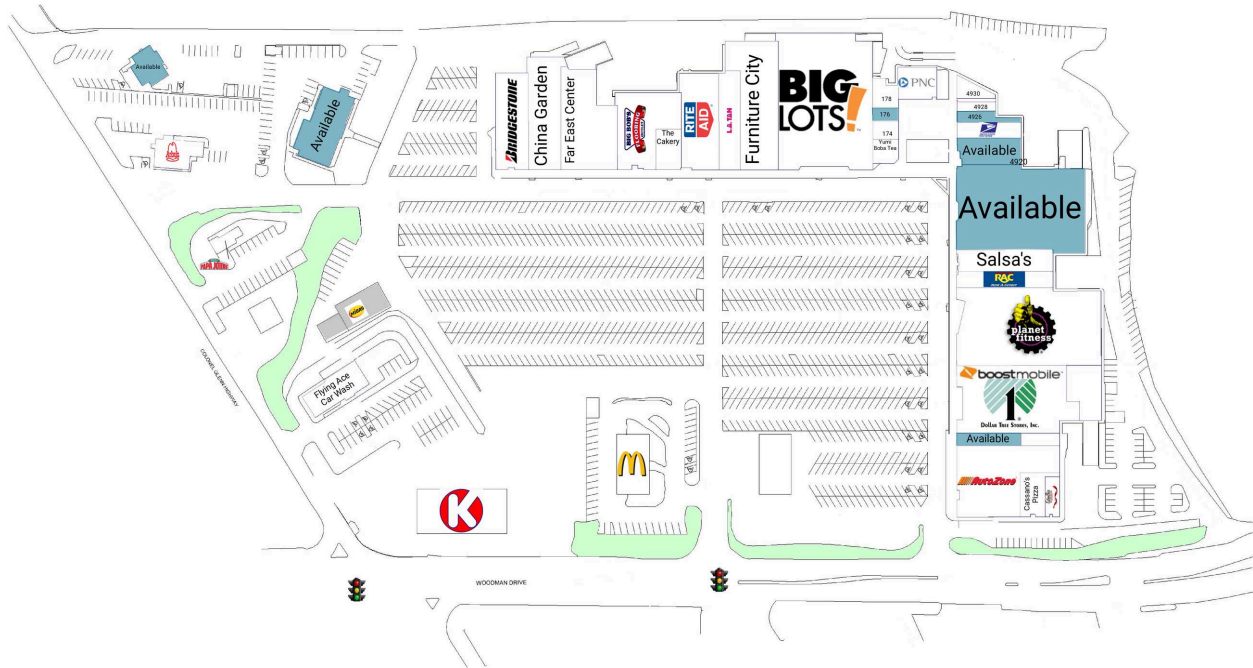 Available
Available
BRIDGESTONE
China Garden
Far East Center
BIG BOB'S
FLOORING
The
Cakery
RITE
AID
L.A. TAN
Furniture City
BIG
LOTS!
178
176
174
Yumi
Boba Tea
PNC
4930
4928
4926
Available
4920
Available
Salsa's
RAC
planet
fitness
boostmobile
1
DOLLAR TREE STORES, INC.
Available
AutoZone
Cassano's
Pizza
PAPA JOHNS
COLONEL GLENN HIGHWAY
Flying Ace
Car Wash
M
K
WOODMAN DRIVE